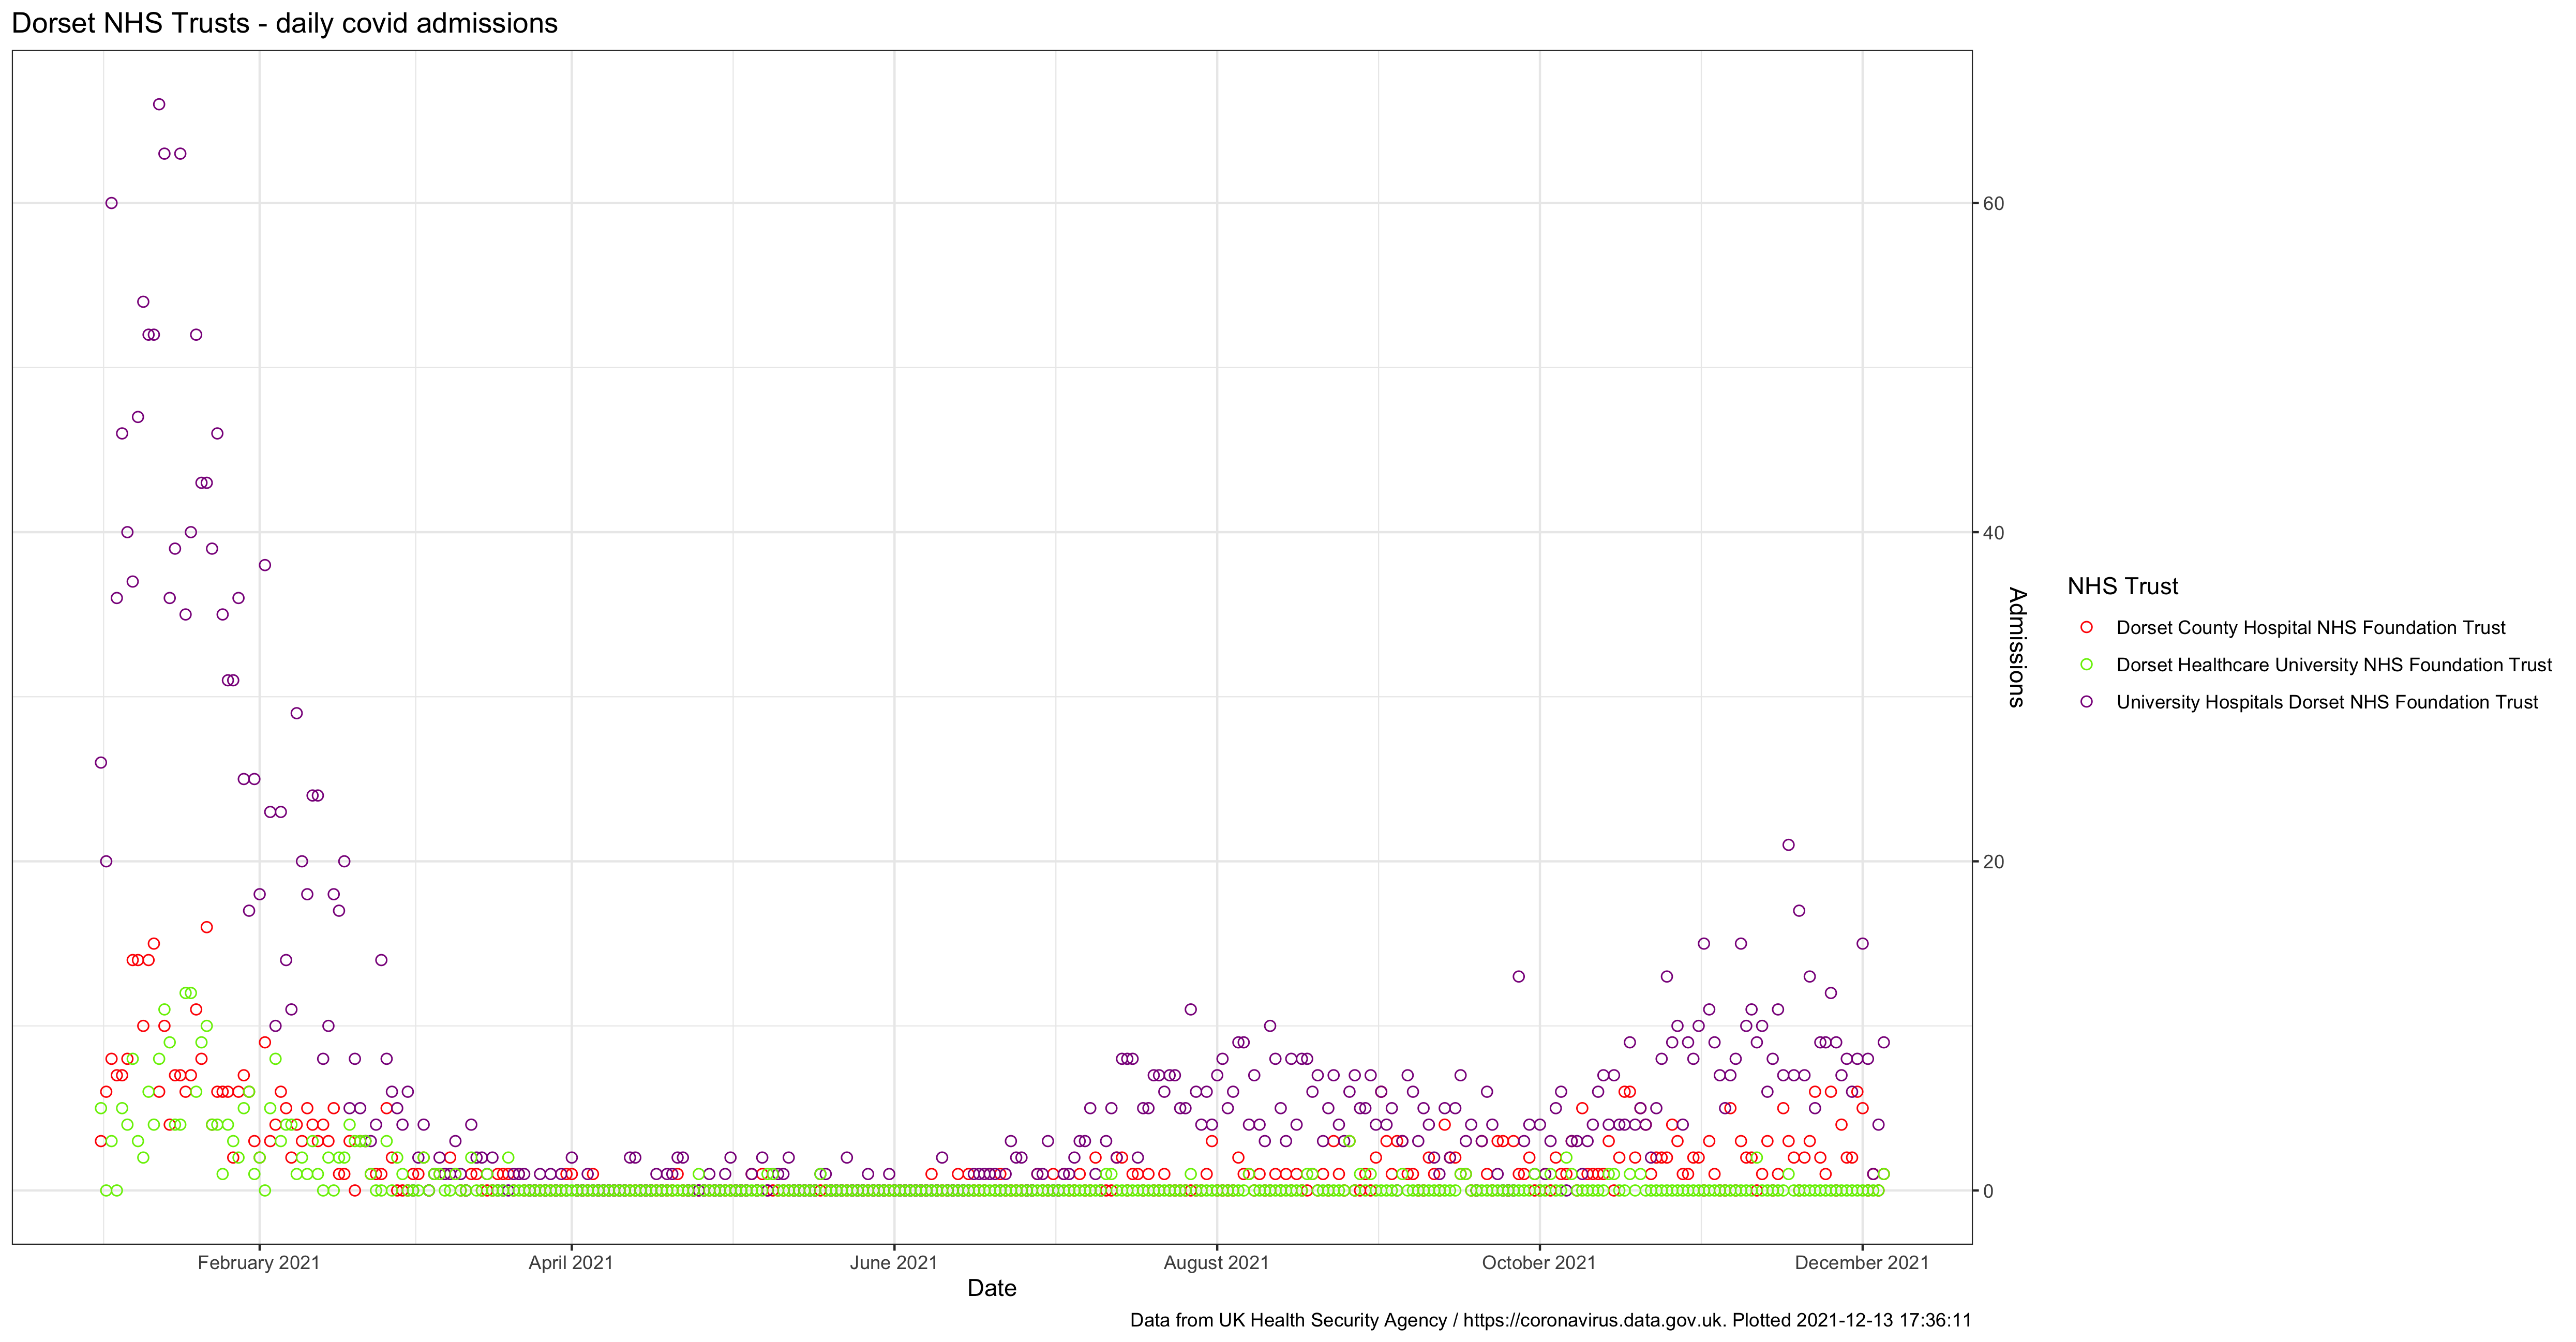 Dorset NHS Trusts - daily covid admissions
60
40
20
0
Admissions
NHS Trust
Dorset County Hospital NHS Foundation Trust
Dorset Healthcare University NHS Foundation Trust
University Hospitals Dorset NHS Foundation Trust
February 2021
April 2021
June 2021
August 2021
October 2021
December 2021
Date
Data from UK Health Security Agency / https://coronavirus.data.gov.uk. Plotted 2021-12-13 17:36:11